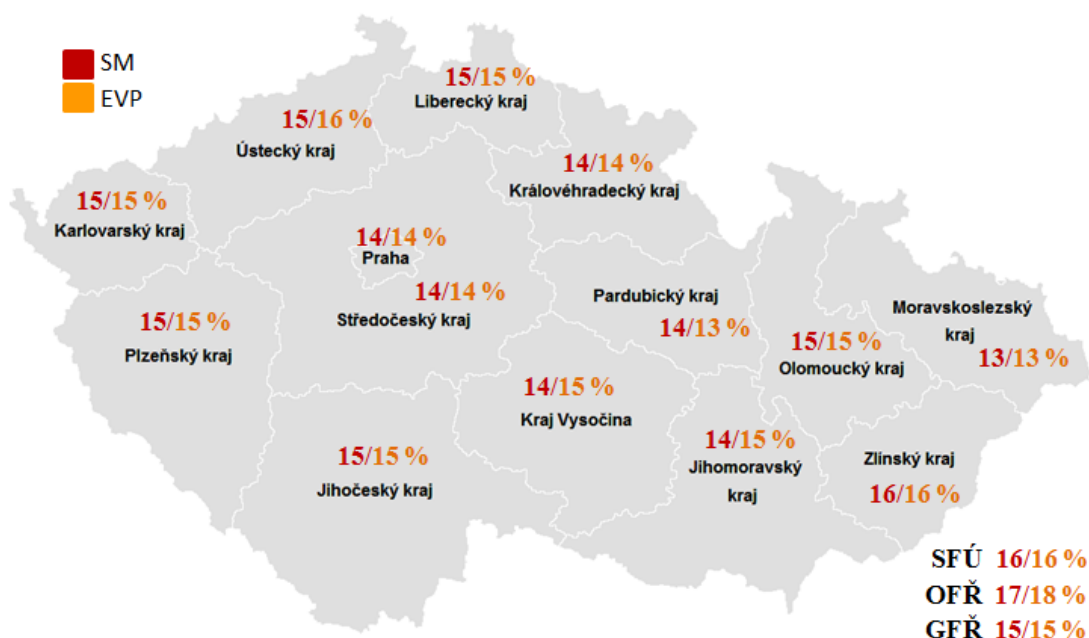 SM
EVP
15/15 %
Liberecký kraj
15/16 %
Ústecký kraj
14/14 %
Královéhradecký kraj
15/15 %
Karlovarský kraj
14/14 %
Praha
14/14 %
Středočeský kraj
Pardubický kraj
14/13 %
Moravskoslezský
kraj
13/13 %
15/15 %
Plzeňský kraj
15/15 %
Olomoucký kraj
14/15 %
Kraj Vysočina
14/15 %
Jihomoravský
kraj
Zlínský kraj
16/16 %
15/15 %
Jihočeský kraj
SFÚ 16/16 %
OFŘ 17/18 %
GFŘ 15/15 %